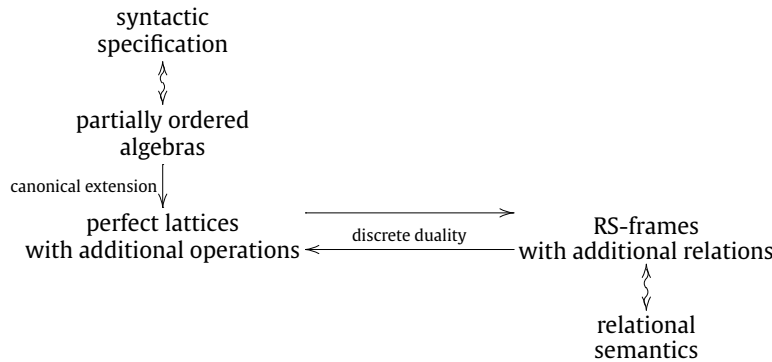 syntactic
specification
partially ordered
algebras
canonical extension
perfect lattices
with additional operations
discrete duality
RS-frames
with additional relations
relational
semantics